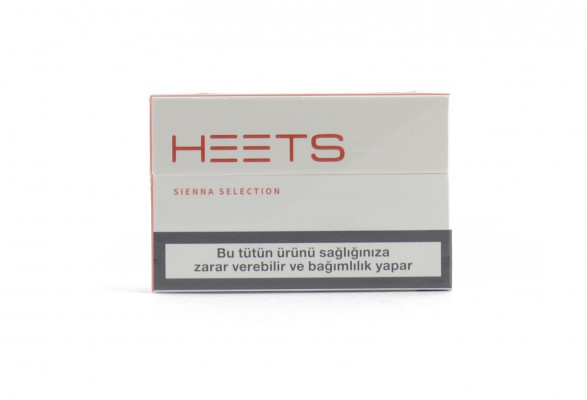 HEETS
SIENNA SELECTION
Bu tütün ürünü sağlığınıza
zarar verebilir ve bağımlılık yapar